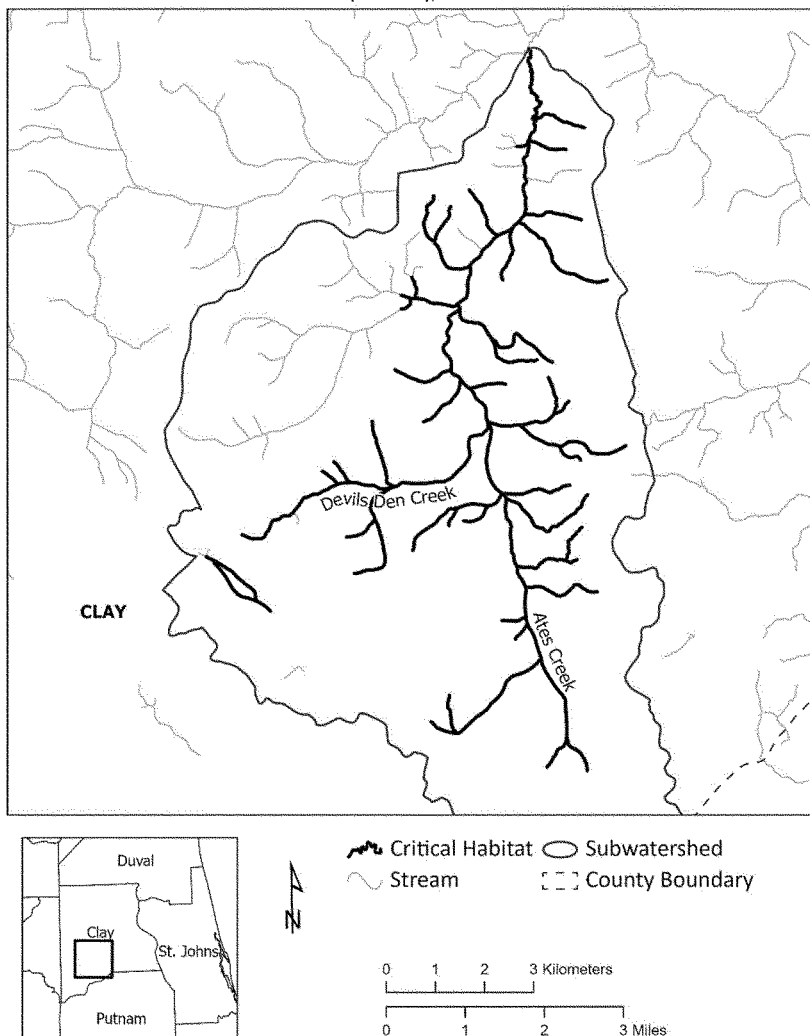 Devils Den Creek
CLAY
Ates Creek
Duval
Clay
St. Johns
Putnam
N
Critical Habitat
Subwatershed
Stream
County Boundary
0 1 2 3 Kilometers
0 1 2 3 Miles